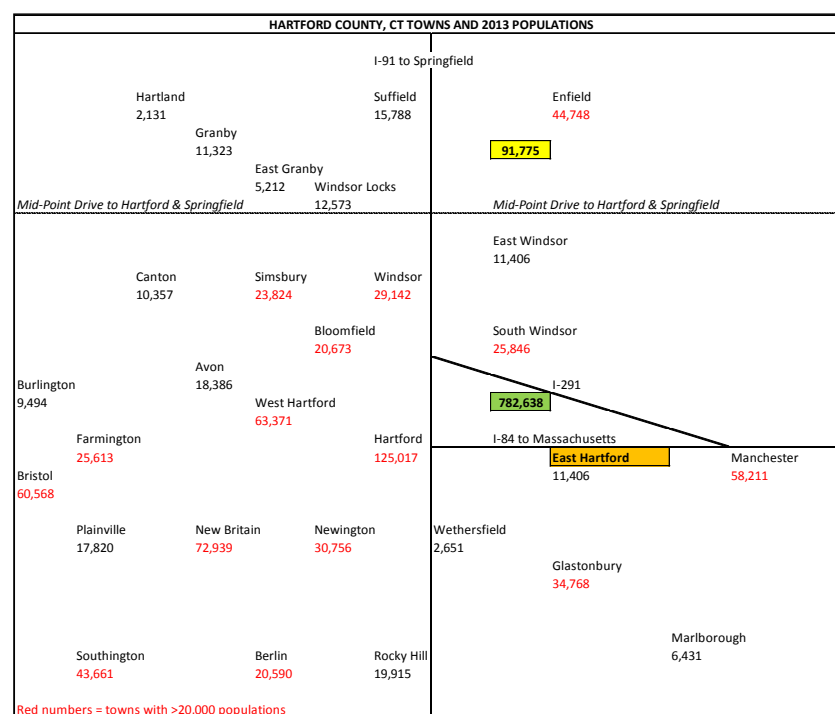 HARTFORD COUNTY, CT TOWNS AND 2013 POPULATIONS
I-91 to Springfield
Hartland Suffield Enfield
2,131 15,788 44,748
Granby
11,323 91,775
East Granby
5,212 Windsor Locks
Mid-Point Drive to Hartford & Springfield 12,573 Mid-Point Drive to Hartford & Springfield
East Windsor
11,406
Canton Simsbury Windsor
10,357 23,824 29,142
Bloomfield South Windsor
20,673 25,846
Avon
Burlington 18,386 I-291
9,494 West Hartford 782,638
63,371
Farmington Hartford I-84 to Massachusetts
25,613 125,017 East Hartford Manchester
Bristol 11,406 58,211
60,568
Plainville New Britain Newington Wethersfield
17,820 72,939 30,756 2,651
Glastonbury
34,768
Marlborough
Southington Berlin Rocky Hill 6,431
43,661 20,590 19,915
Red numbers = towns with >20,000 populations